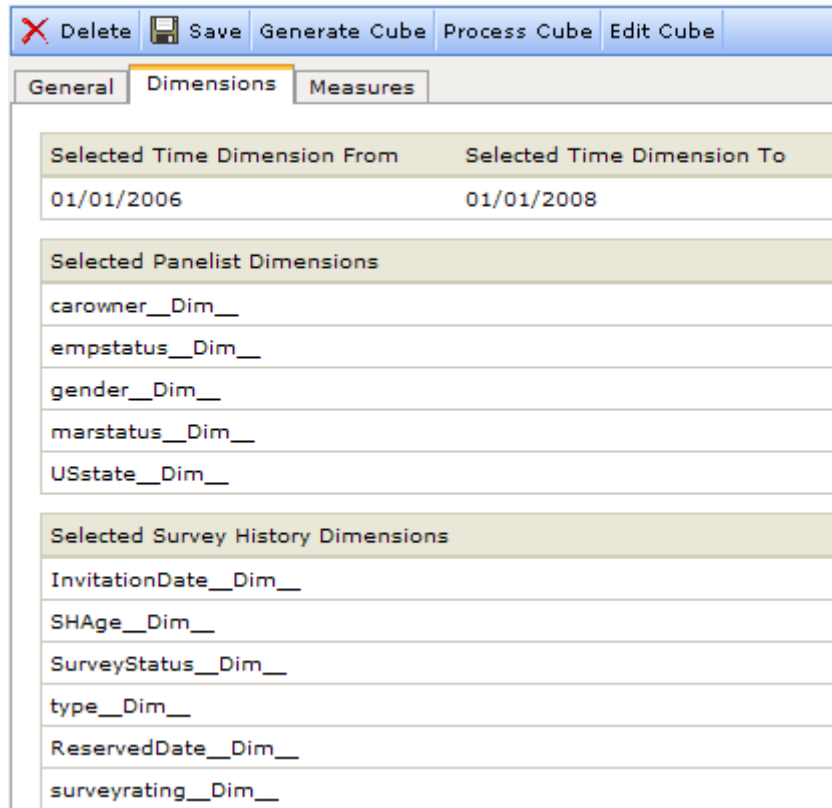 Delete Save Generate Cube Process Cube Edit Cube
General Dimensions Measures
Selected Time Dimension From Selected Time Dimension To
01/01/2006 01/01/2008
Selected Panelist Dimensions
carowner__Dim__
empstatus__Dim__
gender__Dim__
marstatus__Dim__
USstate__Dim__
Selected Survey History Dimensions
InvitationDate__Dim__
SHAge__Dim__
SurveyStatus__Dim__
type__Dim__
ReservedDate__Dim__
surveyrating__Dim__